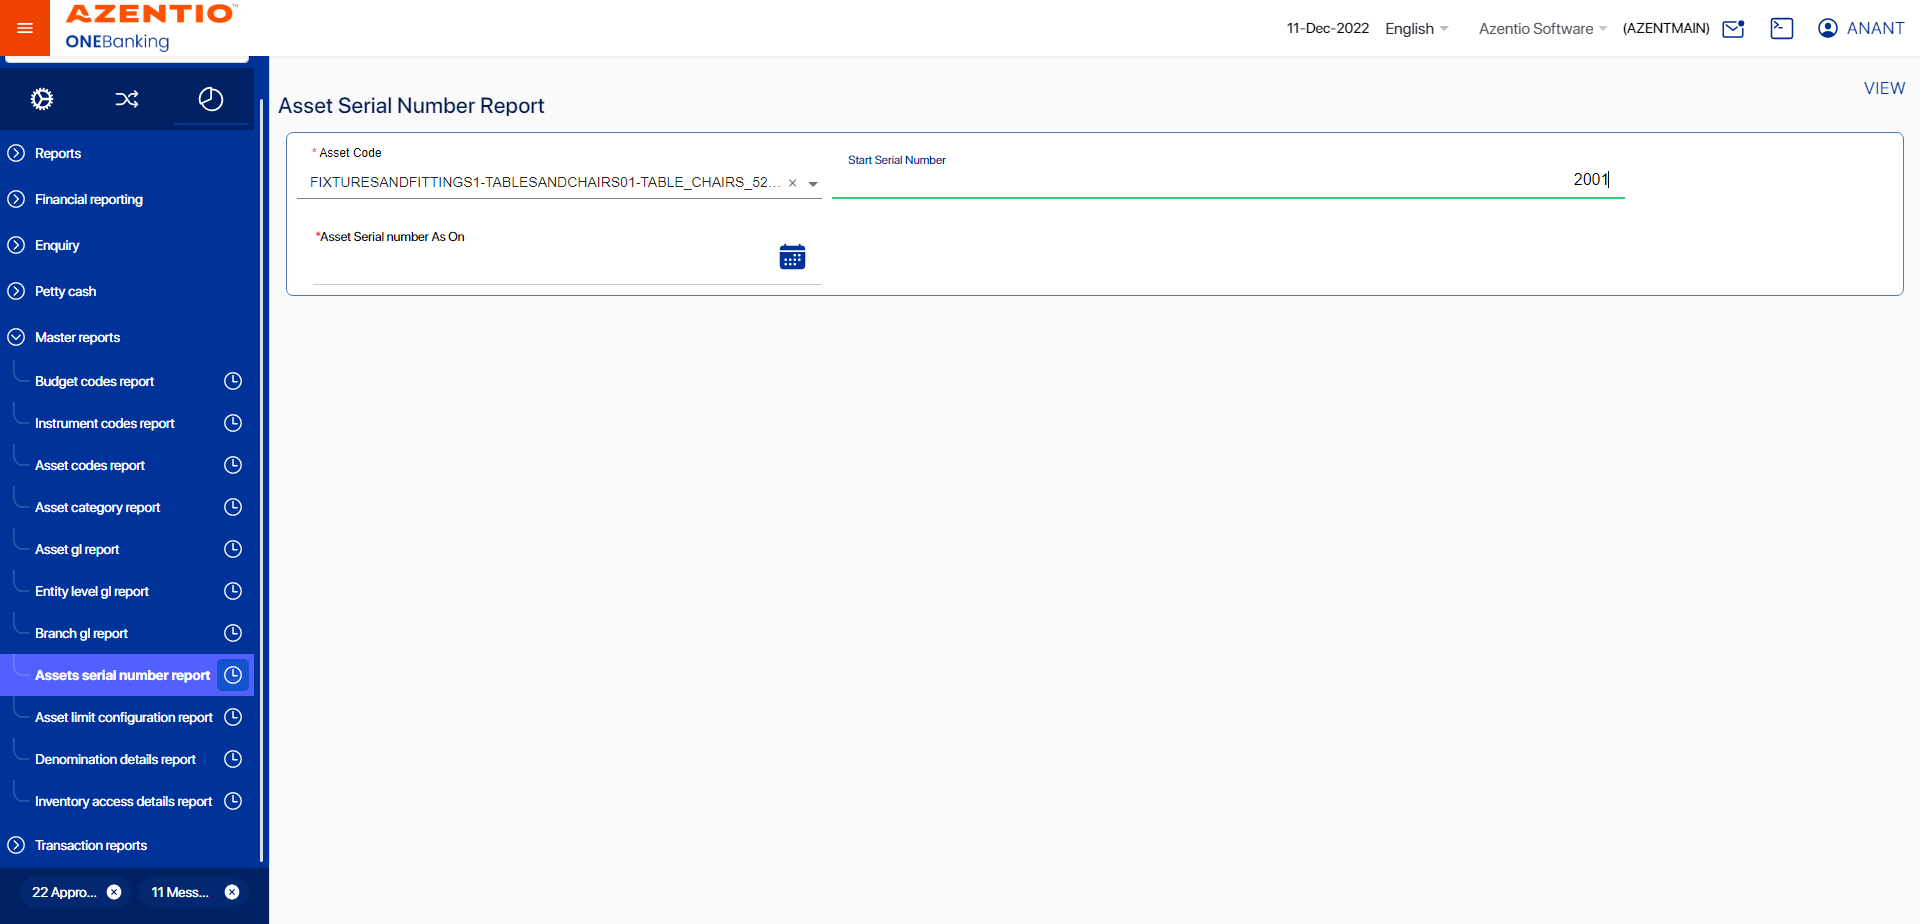 AZENTIO™
ONEBanking
11-Dec-2022 English Azentio Software (AZENTMAIN) ANANT
VIEW
Asset Serial Number Report
* Asset Code
FIXTURESANDFITTINGS1-TABLESANDCHAIRS01-TABLE_CHAIRS_52... ×
Start Serial Number
2001
*Asset Serial number As On
Reports
Financial reporting
Enquiry
Petty cash
Master reports
Budget codes report
Instrument codes report
Asset codes report
Asset category report
Asset gl report
Entity level gl report
Branch gl report
Assets serial number report
Asset limit configuration report
Denomination details report
Inventory access details report
Transaction reports
22 Appro... 11 Mess...